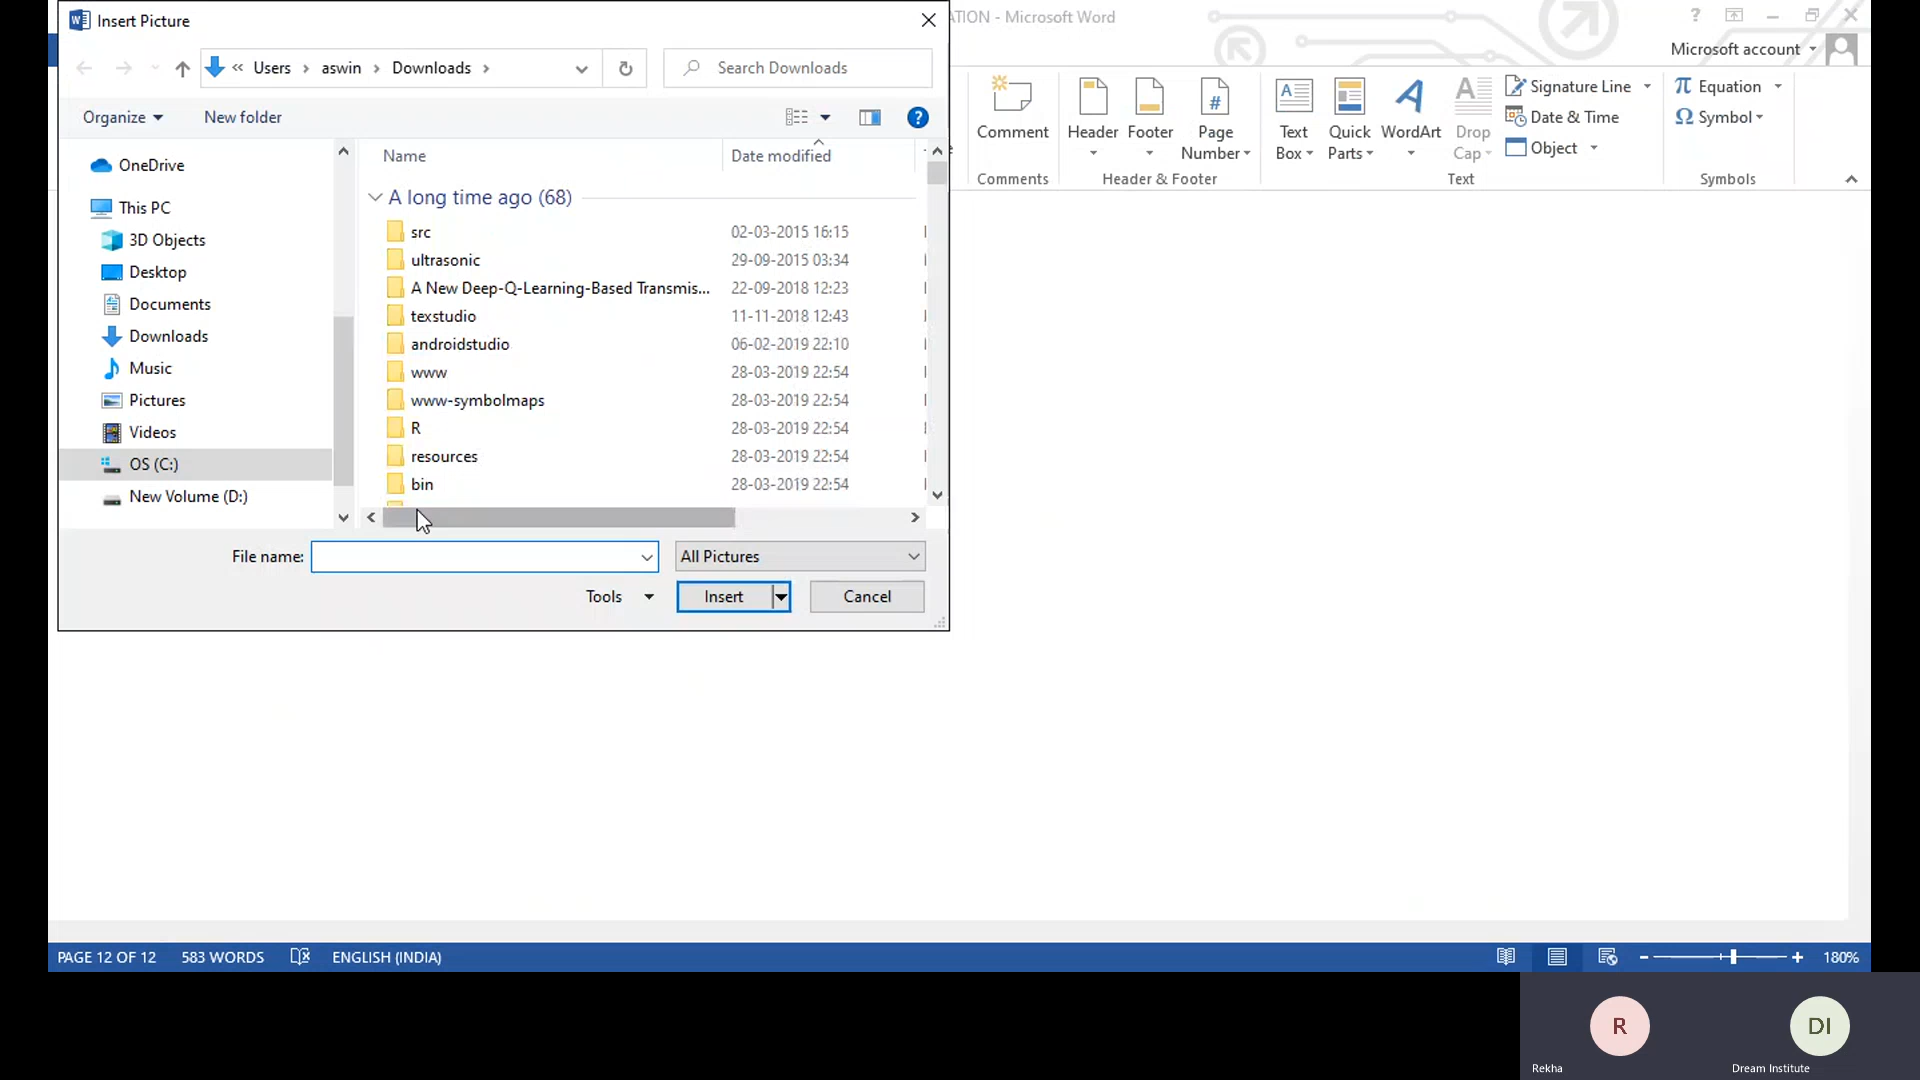 Insert Picture
ATION - Microsoft Word
?
Microsoft account
« Users > aswin > Downloads >
Search Downloads
Organize
New folder
?
Comment
Header
Footer
Page
Number
Text
Box
Quick
Parts
WordArt
Drop
Cap
Signature Line
Date & Time
Object
Equation
Symbol
Comments
Header & Footer
Text
Symbols
OneDrive
This PC
3D Objects
Desktop
Documents
Downloads
Music
Pictures
Videos
OS (C:)
New Volume (D:)
Name
Date modified
A long time ago (68)
src 02-03-2015 16:15
ultrasonic 29-09-2015 03:34
A New Deep-Q-Learning-Based Transmis... 22-09-2018 12:23
texstudio 11-11-2018 12:43
androidstudio 06-02-2019 22:10
www 28-03-2019 22:54
www-symbolmaps 28-03-2019 22:54
R 28-03-2019 22:54
resources 28-03-2019 22:54
bin 28-03-2019 22:54
File name:
All Pictures
Tools
Insert
Cancel
PAGE 12 OF 12
583 WORDS
ENGLISH (INDIA)
180%
R
DI
Rekha
Dream Institute